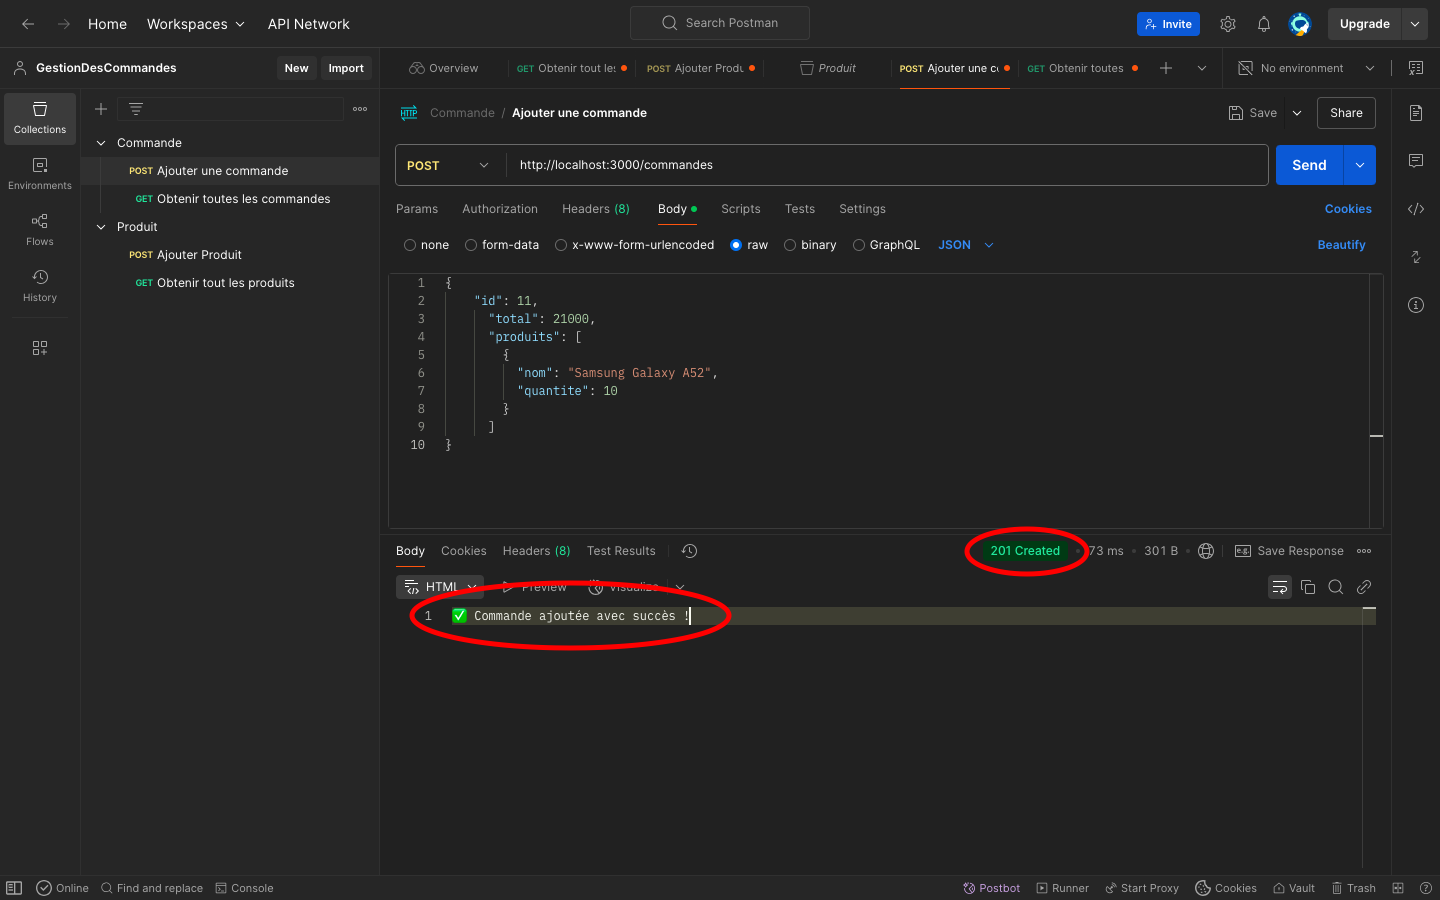 Home Workspaces API Network Search Postman Invite Upgrade
GestionDesCommandes New Import Overview GET Obtenir tout les POST Ajouter Produ Produit POST Ajouter une co GET Obtenir toutes No environment
Collections
Environments
Flows
History
Commande
POST Ajouter une commande
GET Obtenir toutes les commandes
Produit
POST Ajouter Produit
GET Obtenir tout les produits
HTTP Commande / Ajouter une commande Save Share
POST http://localhost:3000/commandes Send
Params Authorization Headers (8) Body Scripts Tests Settings Cookies
none form-data x-www-form-urlencoded raw binary GraphQL JSON Beautify
1 {
2 "id": 11,
3 "total": 21000,
4 "produits": [
5 {
6 "nom": "Samsung Galaxy A52",
7 "quantite": 10
8 }
9 ]
10 }
Body Cookies Headers (8) Test Results 201 Created 73 ms 301 B e.g. Save Response
HTML Preview Visualize
1 ✅ Commande ajoutée avec succès !
Online Find and replace Console Postbot Runner Start Proxy Cookies Vault Trash